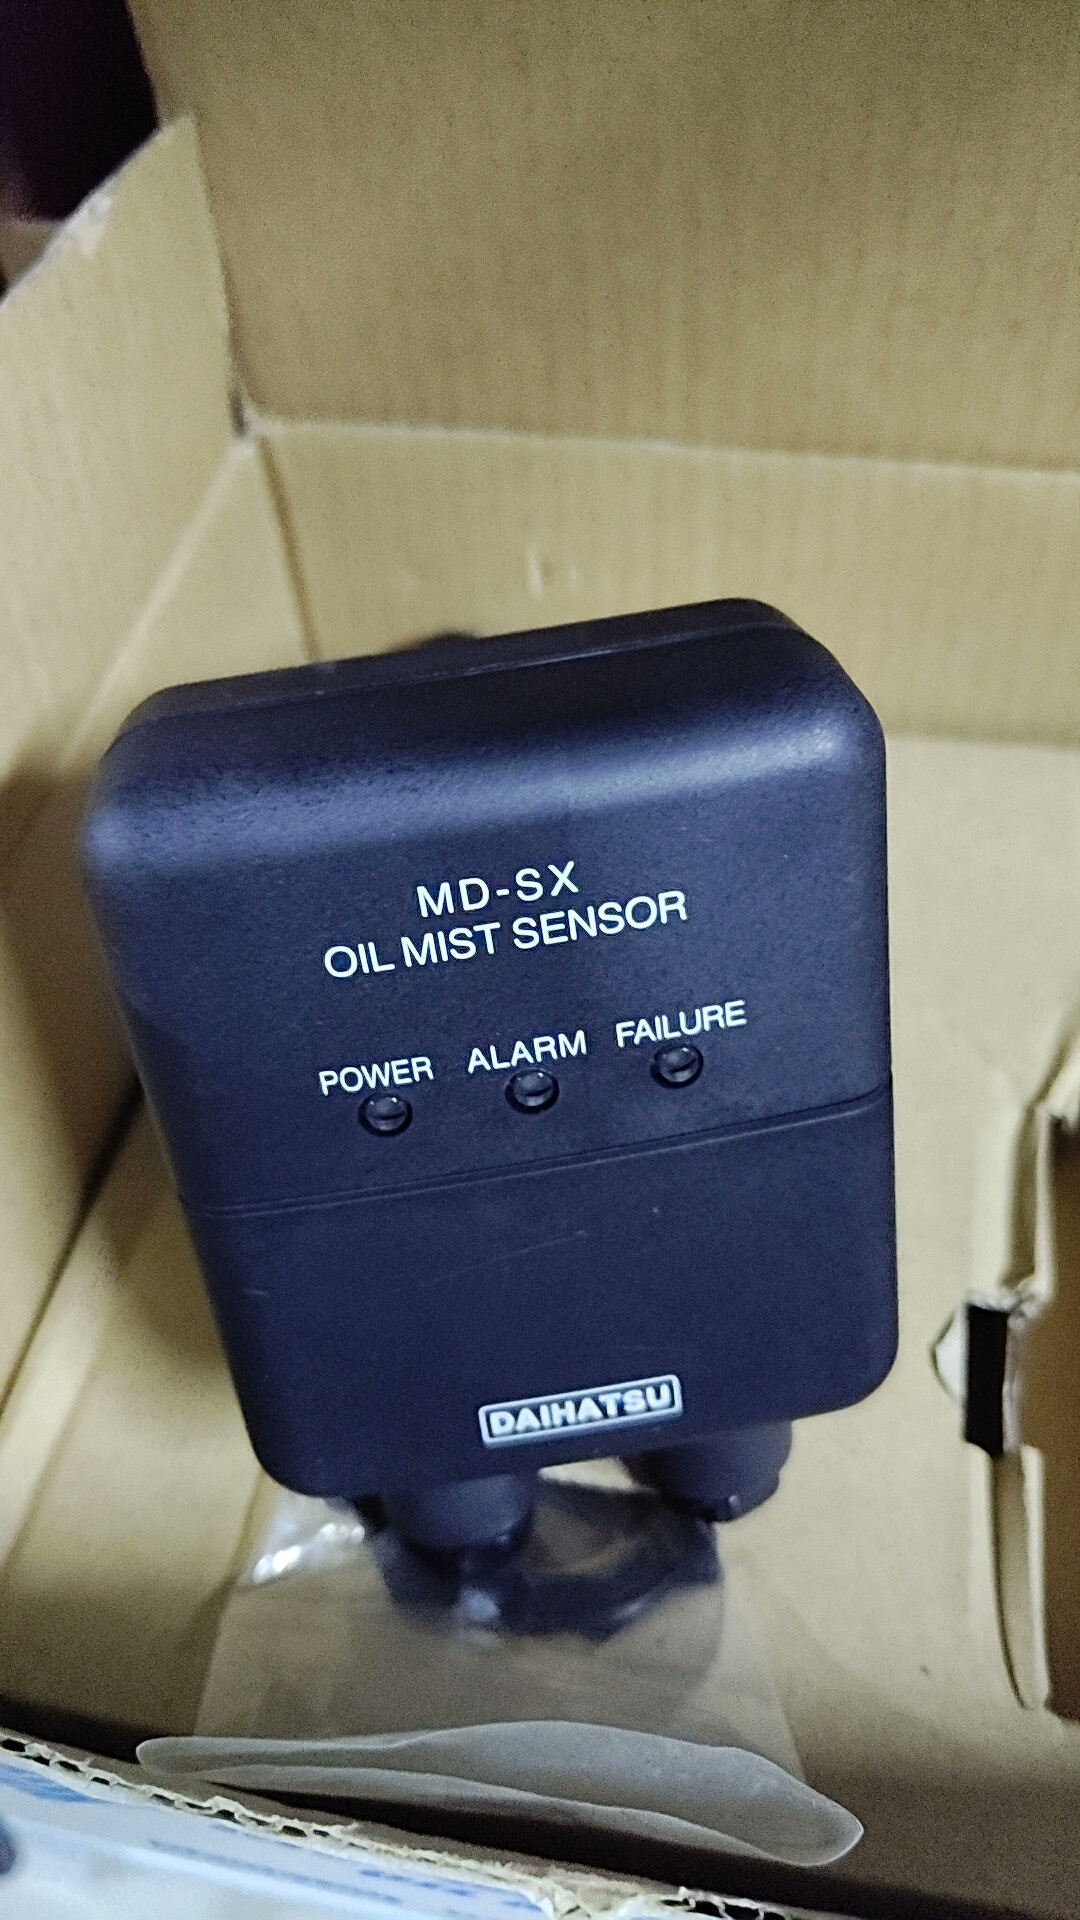 MD-SX
OIL MIST SENSOR
POWER ALARM FAILURE
DAIHATSU